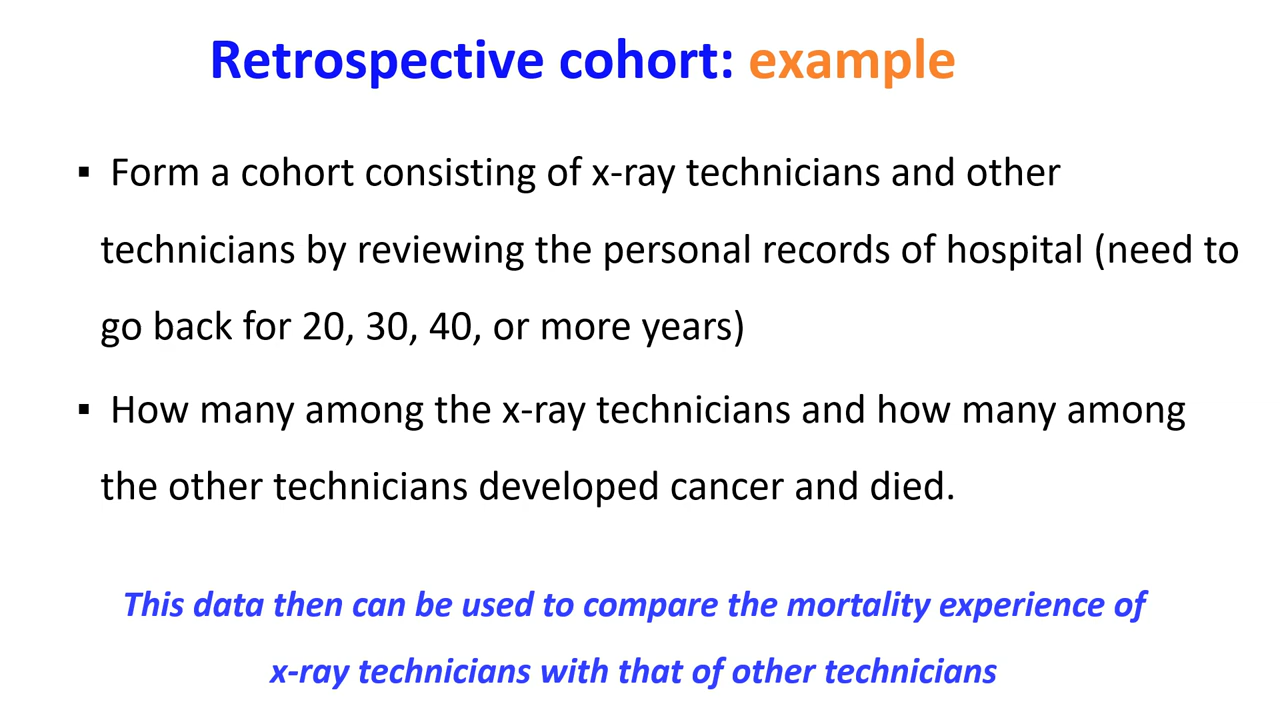 Retrospective cohort: example
▪ Form a cohort consisting of x-ray technicians and other
technicians by reviewing the personal records of hospital (need to
go back for 20, 30, 40, or more years)
▪ How many among the x-ray technicians and how many among
the other technicians developed cancer and died.
This data then can be used to compare the mortality experience of
x-ray technicians with that of other technicians